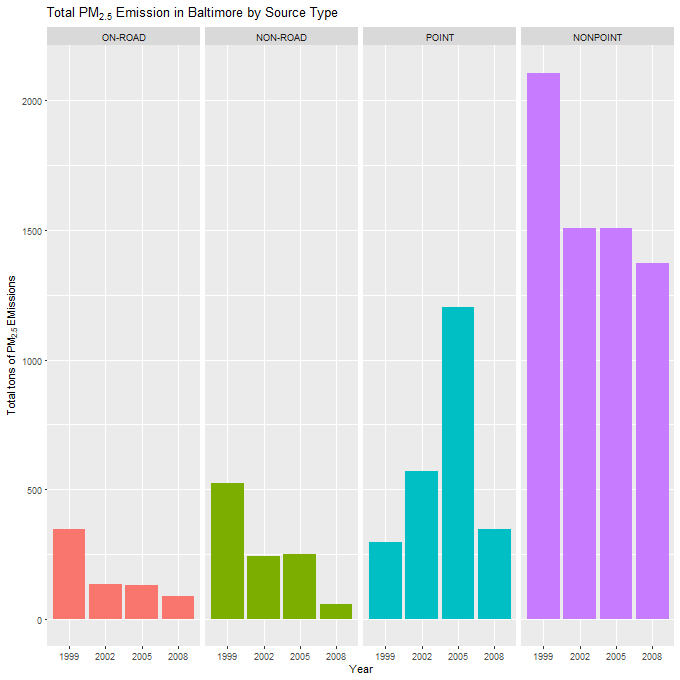 Total PM2.5 Emission in Baltimore by Source Type
ON-ROAD NON-ROAD POINT NONPOINT
Total tons of PM2.5 EMissions
2000
1500
1000
500
0
1999 2002 2005 2008 1999 2002 2005 2008 1999 2002 2005 2008 1999 2002 2005 2008
Year